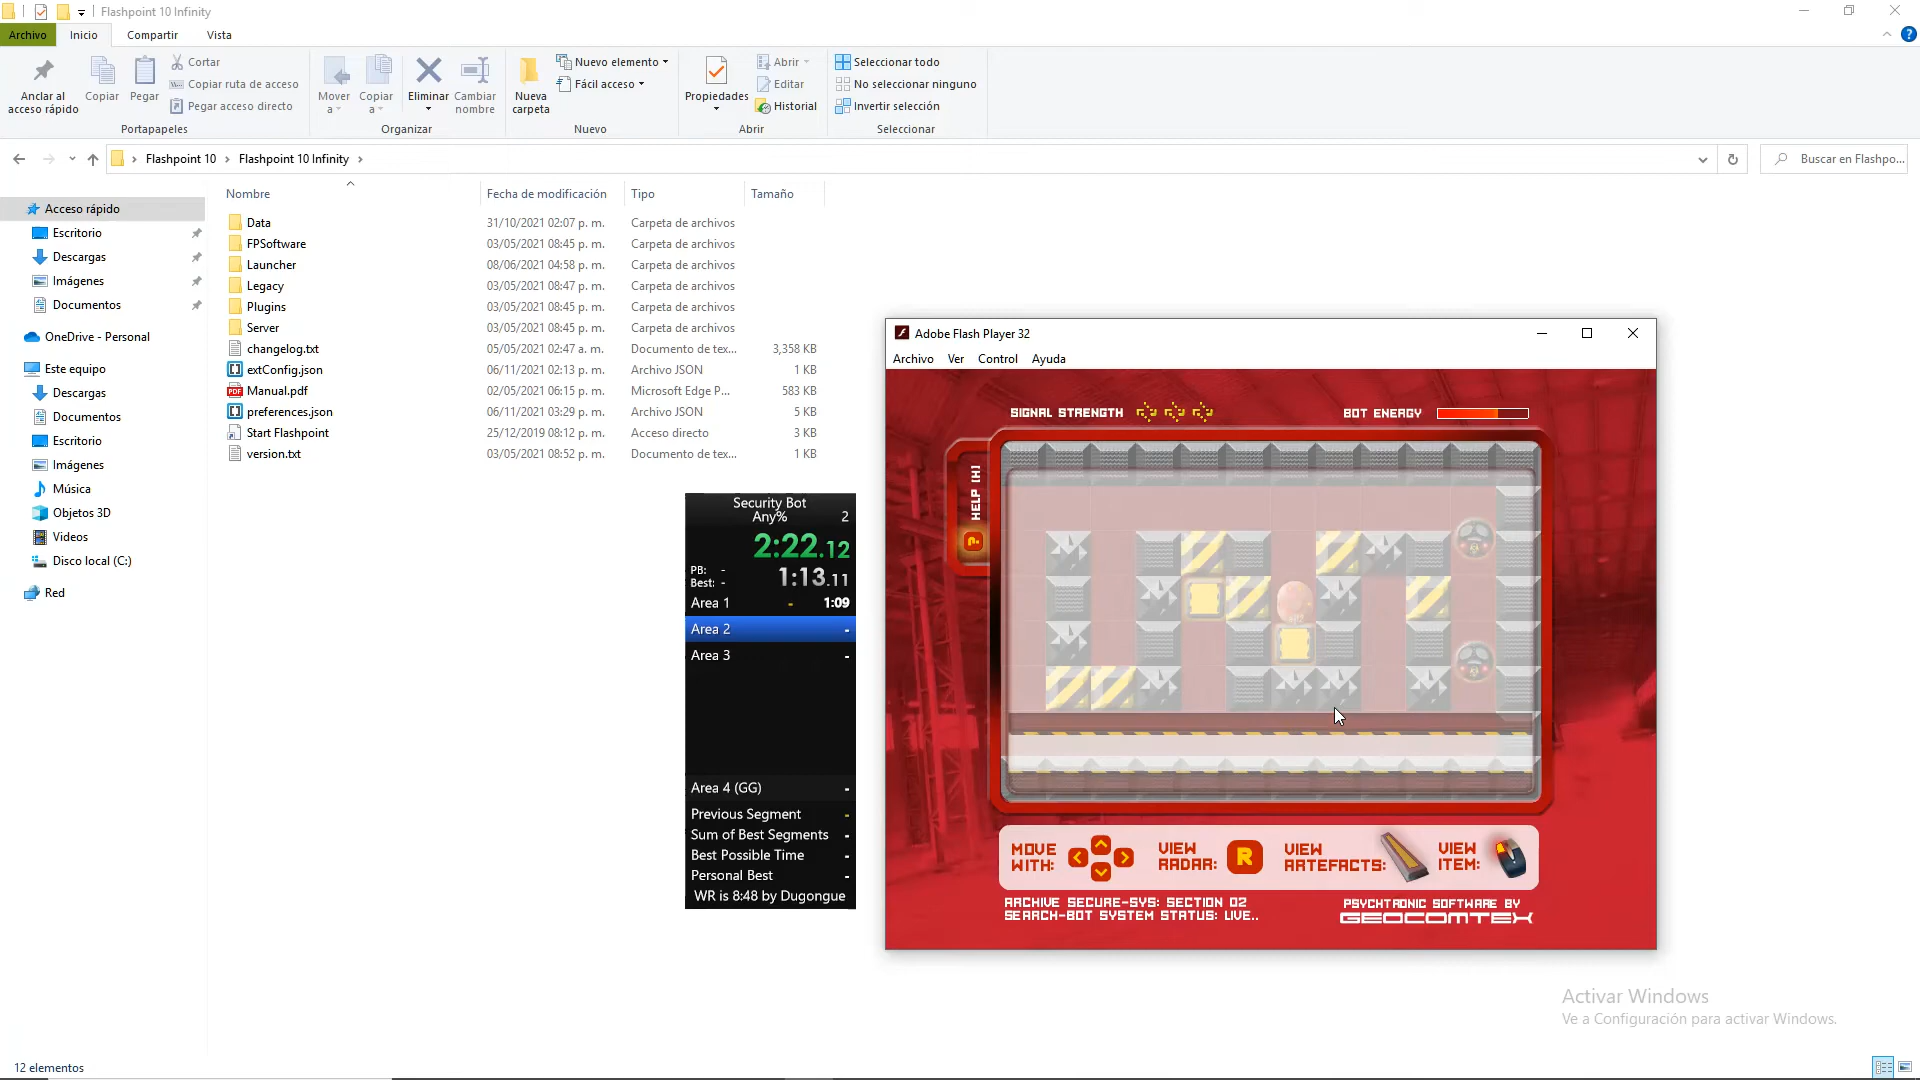 Flashpoint 10 Infinity
Archivo
Inicio
Compartir
Vista
Anclar al
acceso rápido
Copiar
Pegar
Cortar
Copiar ruta de acceso
Pegar acceso directo
Portapapeles
Mover
a
Copiar
a
Eliminar
Cambiar
nombre
Organizar
Nueva
carpeta
Nuevo elemento
Fácil acceso
Nuevo
Propiedades
Abrir
Editar
Historial
Abrir
Seleccionar todo
No seleccionar ninguno
Invertir selección
Seleccionar
Flashpoint 10 › Flashpoint 10 Infinity ›
Buscar en Flashpo...
Nombre
Fecha de modificación
Tipo
Tamaño
Acceso rápido
Escritorio
Descargas
Imágenes
Documentos
OneDrive - Personal
Este equipo
Descargas
Documentos
Escritorio
Imágenes
Música
Objetos 3D
Videos
Disco local (C:)
Red
Data 31/10/2021 02:07 p. m. Carpeta de archivos
FPSoftware 03/05/2021 08:45 p. m. Carpeta de archivos
Launcher 08/06/2021 04:58 p. m. Carpeta de archivos
Legacy 03/05/2021 08:47 p. m. Carpeta de archivos
Plugins 03/05/2021 08:45 p. m. Carpeta de archivos
Server 03/05/2021 08:45 p. m. Carpeta de archivos
changelog.txt 05/05/2021 02:47 a. m. Documento de tex... 3,358 KB
extConfig.json 06/11/2021 02:13 p. m. Archivo JSON 1 KB
Manual.pdf 02/05/2021 06:15 p. m. Microsoft Edge P... 583 KB
preferences.json 06/11/2021 03:29 p. m. Archivo JSON 5 KB
Start Flashpoint 25/12/2019 08:12 p. m. Acceso directo 3 KB
version.txt 03/05/2021 08:52 p. m. Documento de tex... 1 KB
Security Bot
Any% 2
2:22.12
PB: -
Best: -
1:13.11
Area 1 - 1:09
Area 2 -
Area 3 -
Area 4 (GG) -
Previous Segment -
Sum of Best Segments -
Best Possible Time -
Personal Best -
WR is 8:48 by Dugongue
Adobe Flash Player 32
Archivo
Ver
Control
Ayuda
SIGNAL STRENGTH
BOT ENERGY
HELP [H]
?
MOVE
WITH:
VIEW
RADAR:
R
VIEW
ARTEFACTS:
VIEW
ITEM:
ARCHIVE SECURE-SYS: SECTION 02
SEARCH-BOT SYSTEM STATUS: LIVE..
PSYCHTRONIC SOFTWARE BY
GEOCOMTEX
Activar Windows
Ve a Configuración para activar Windows.
12 elementos